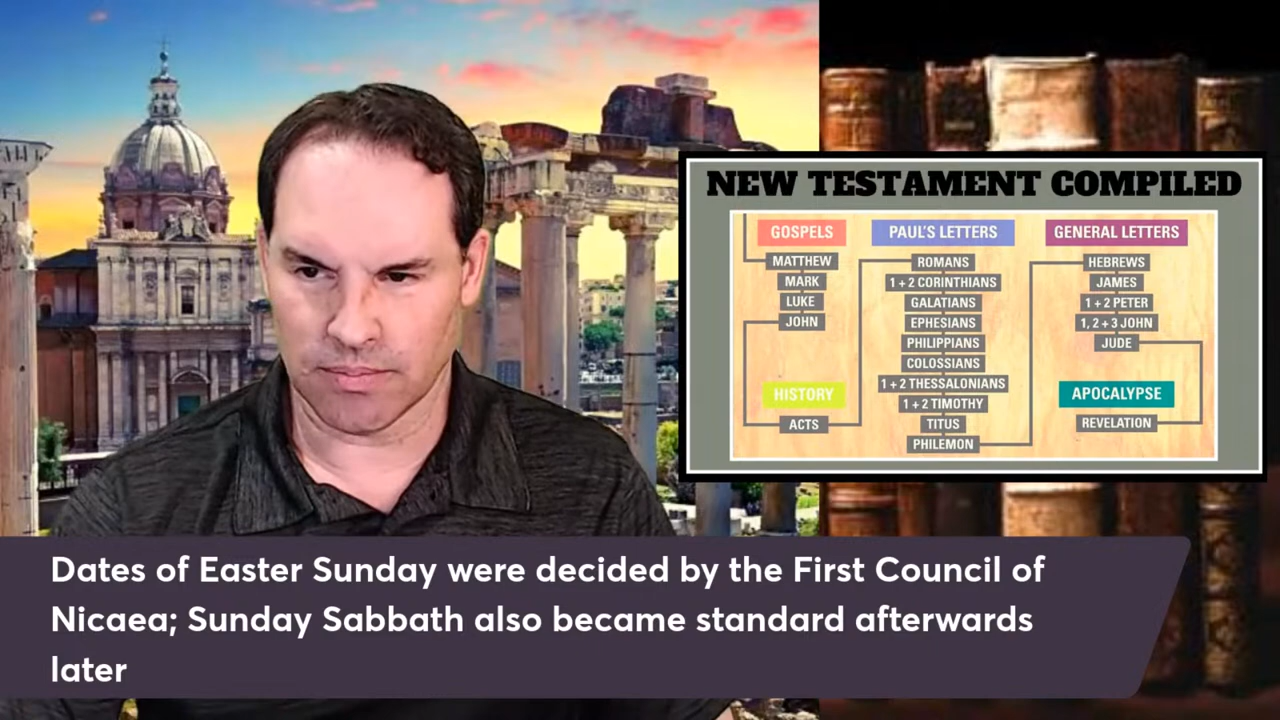 NEW TESTAMENT COMPILED
GOSPELS
MATTHEW
MARK
LUKE
JOHN
HISTORY
ACTS
PAUL'S LETTERS
ROMANS
1 + 2 CORINTHIANS
GALATIANS
EPHESIANS
PHILIPPIANS
COLOSSIANS
1 + 2 THESSALONIANS
1 + 2 TIMOTHY
TITUS
PHILEMON
GENERAL LETTERS
HEBREWS
JAMES
1 + 2 PETER
1, 2 + 3 JOHN
JUDE
APOCALYPSE
REVELATION
Dates of Easter Sunday were decided by the First Council of
Nicaea; Sunday Sabbath also became standard afterwards
later